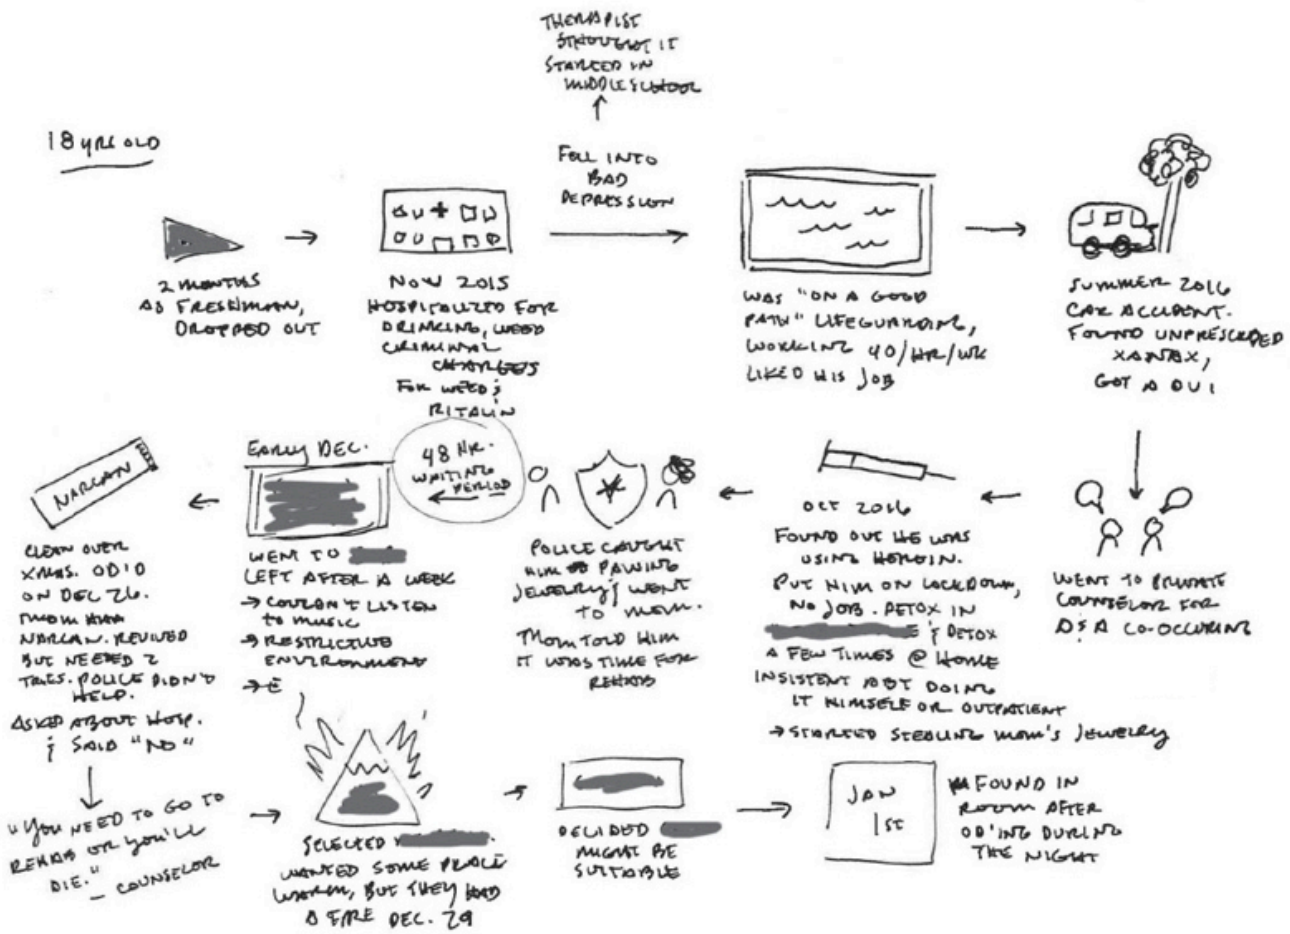 18 YRS OLD
2 MONTHS
AS FRESHMAN,
DROPPED OUT
NOV 2015
HOSPITALIZED FOR
DRINKING, WEED
CRIMINAL
CHARGES
FOR WEED &
RITALIN
THERAPIST
THOUGHT IT
STARTED IN
MIDDLESCHOOL
FELL INTO
BAD
DEPRESSION
WAS "ON A GOOD
PATH" LIFEGUARDING,
WORKING 40/HR/WK
LIKED HIS JOB
SUMMER 2016
CAR ACCIDENT.
FOUND UNPRESCRIBED
XANAX,
GOT A DUI
WENT TO PRIVATE
COUNSELOR FOR
D&A CO-OCCURING
OCT 2016
FOUND OUT HE WAS
USING HEROIN.
PUT HIM ON LOCKDOWN,
NO JOB. DETOX IN
& DETOX
A FEW TIMES @ HOME
INSISTENT ABT DOING
IT HIMSELF OR OUTPATIENT
→ STARTED STEALING MOM'S JEWELRY
POLICE CAUGHT
HIM PAWING
JEWELRY & WENT
TO MOM.
MOM TOLD HIM
IT WAS TIME FOR
REHAB
48 HR.
WAITING
PERIOD
EARLY DEC.
WENT TO
LEFT AFTER A WEEK
→ COULDN'T LISTEN
TO MUSIC
→ RESTRICTIVE
ENVIRONMENT
NARCAN
CLEAN OVER
XMAS. OD'ID
ON DEC 26.
MOM HAD
NARCAN. REVIVED
BUT NEEDED 2
TRIES. POLICE DIDN'T
HELP.
ASKED ABOUT HOSP.
& SAID "NO"
"YOU NEED TO GO TO
REHAB OR YOU'LL
DIE."
— COUNSELOR
SELECTED
WANTED SOME PLACE
WARM, BUT THEY HAD
A FIRE DEC. 29
DECIDED
MIGHT BE
SUITABLE
JAN
1ST
FOUND IN
ROOM AFTER
OD'ING DURING
THE NIGHT